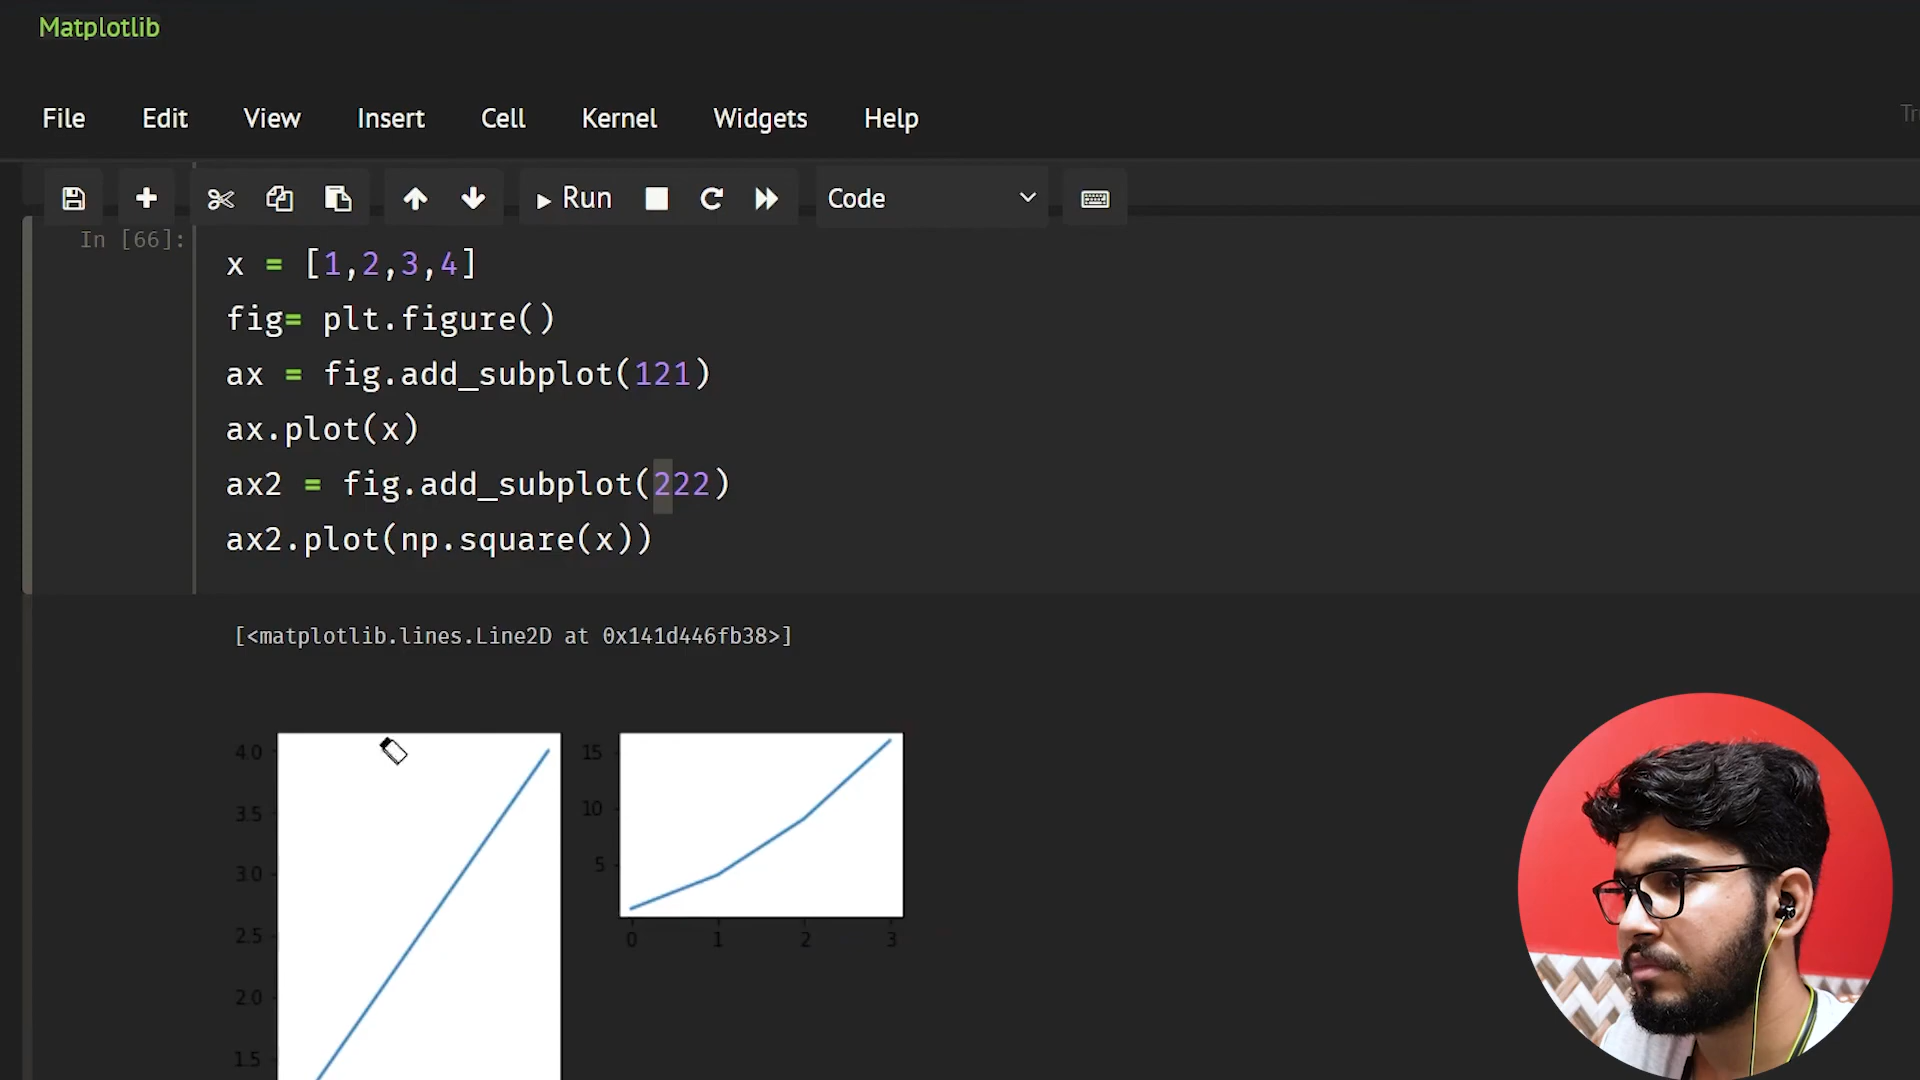 Matplotlib
File Edit View Insert Cell Kernel Widgets Help
Run Code
In [66]:
x = [1,2,3,4]
fig= plt.figure()
ax = fig.add_subplot(121)
ax.plot(x)
ax2 = fig.add_subplot(222)
ax2.plot(np.square(x))
[<matplotlib.lines.Line2D at 0x141d446fb38>]
4.0
3.5
3.0
2.5
2.0
1.5
15
10
5
0 1 2 3